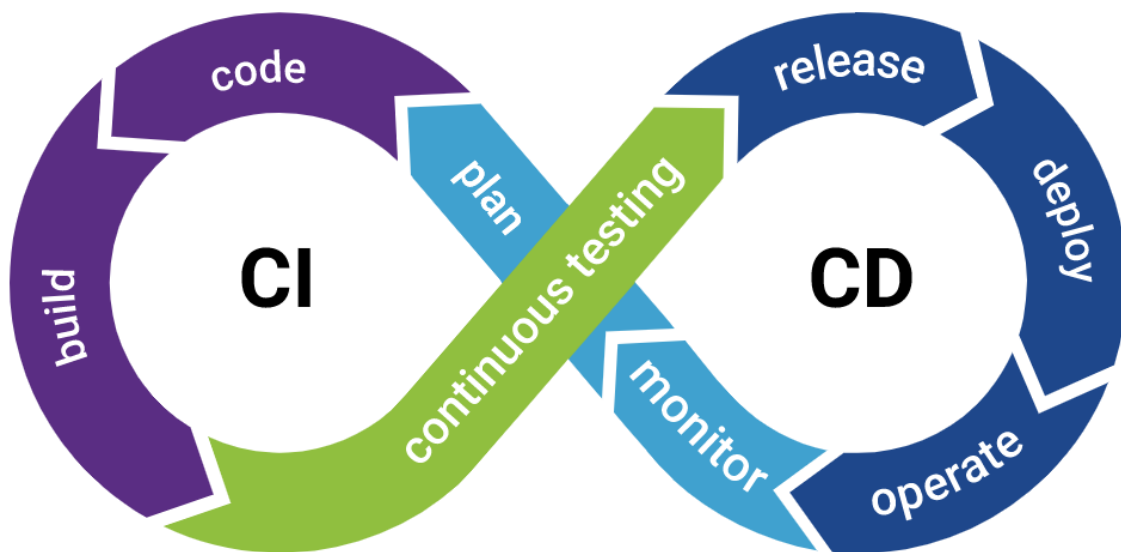 code
release
plan
continuous testing
deploy
CI
CD
build
monitor
operate